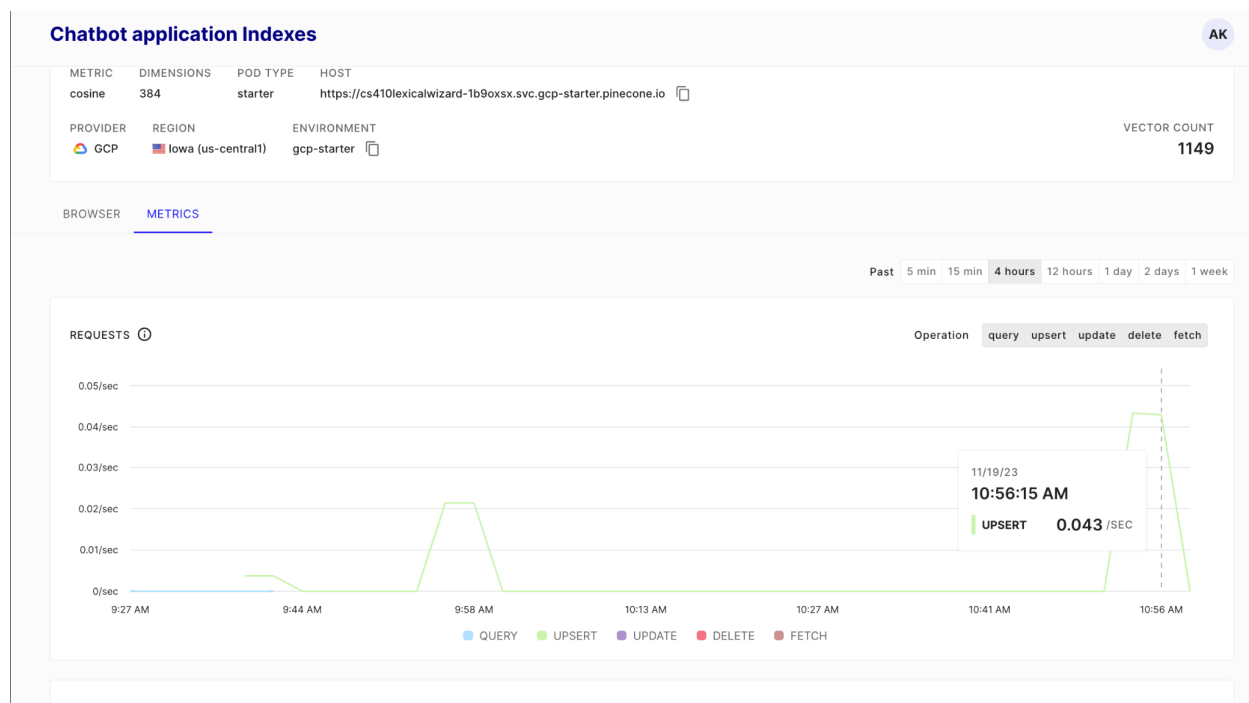 Chatbot application Indexes
AK
METRIC DIMENSIONS POD TYPE HOST
cosine 384 starter https://cs410lexicalwizard-1b9oxsx.svc.gcp-starter.pinecone.io
PROVIDER REGION ENVIRONMENT VECTOR COUNT
GCP Iowa (us-central1) gcp-starter 1149
BROWSER METRICS
Past 5 min 15 min 4 hours 12 hours 1 day 2 days 1 week
REQUESTS Operation query upsert update delete fetch
0.05/sec
0.04/sec
0.03/sec
11/19/23
10:56:15 AM
0.02/sec
UPSERT 0.043 /SEC
0.01/sec
0/sec
9:27 AM 9:44 AM 9:58 AM 10:13 AM 10:27 AM 10:41 AM 10:56 AM
QUERY UPSERT UPDATE DELETE FETCH